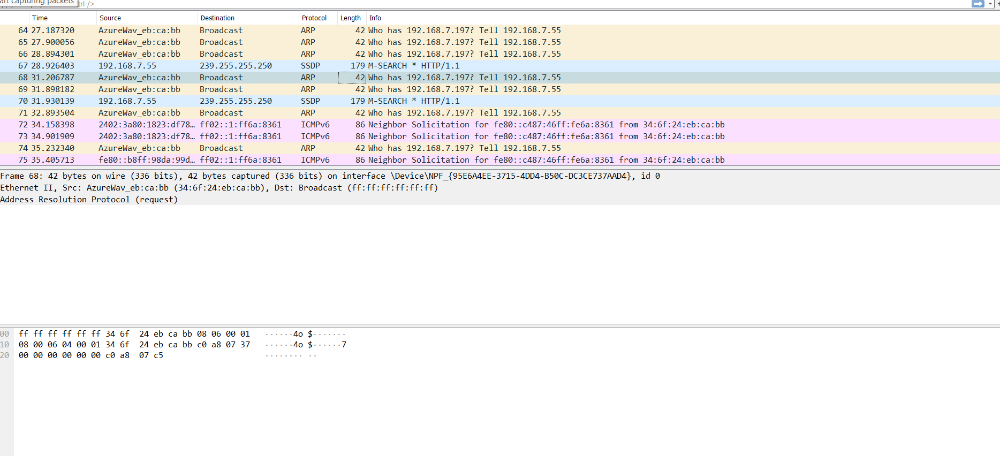 art capturing packets trl-/>
Time Source Destination Protocol Length Info
64 27.187320 AzureWav_eb:ca:bb Broadcast ARP 42 Who has 192.168.7.197? Tell 192.168.7.55
65 27.900056 AzureWav_eb:ca:bb Broadcast ARP 42 Who has 192.168.7.197? Tell 192.168.7.55
66 28.894301 AzureWav_eb:ca:bb Broadcast ARP 42 Who has 192.168.7.197? Tell 192.168.7.55
67 28.926403 192.168.7.55 239.255.255.250 SSDP 179 M-SEARCH * HTTP/1.1
68 31.206787 AzureWav_eb:ca:bb Broadcast ARP 42 Who has 192.168.7.197? Tell 192.168.7.55
69 31.898182 AzureWav_eb:ca:bb Broadcast ARP 42 Who has 192.168.7.197? Tell 192.168.7.55
70 31.930139 192.168.7.55 239.255.255.250 SSDP 179 M-SEARCH * HTTP/1.1
71 32.893504 AzureWav_eb:ca:bb Broadcast ARP 42 Who has 192.168.7.197? Tell 192.168.7.55
72 34.158398 2402:3a80:1823:df78… ff02::1:ff6a:8361 ICMPv6 86 Neighbor Solicitation for fe80::c487:46ff:fe6a:8361 from 34:6f:24:eb:ca:bb
73 34.901909 2402:3a80:1823:df78… ff02::1:ff6a:8361 ICMPv6 86 Neighbor Solicitation for fe80::c487:46ff:fe6a:8361 from 34:6f:24:eb:ca:bb
74 35.232340 AzureWav_eb:ca:bb Broadcast ARP 42 Who has 192.168.7.197? Tell 192.168.7.55
75 35.405713 fe80::b8ff:98da:99d… ff02::1:ff6a:8361 ICMPv6 86 Neighbor Solicitation for fe80::c487:46ff:fe6a:8361 from 34:6f:24:eb:ca:bb
Frame 68: 42 bytes on wire (336 bits), 42 bytes captured (336 bits) on interface \Device\NPF_{95E6A4EE-3715-4DD4-B50C-DC3CE737AAD4}, id 0
Ethernet II, Src: AzureWav_eb:ca:bb (34:6f:24:eb:ca:bb), Dst: Broadcast (ff:ff:ff:ff:ff:ff)
Address Resolution Protocol (request)
00 ff ff ff ff ff ff 34 6f 24 eb ca bb 08 06 00 01 ······4o $·······
10 08 00 06 04 00 01 34 6f 24 eb ca bb c0 a8 07 37 ······4o $······7
20 00 00 00 00 00 00 c0 a8 07 c5 ········ ··